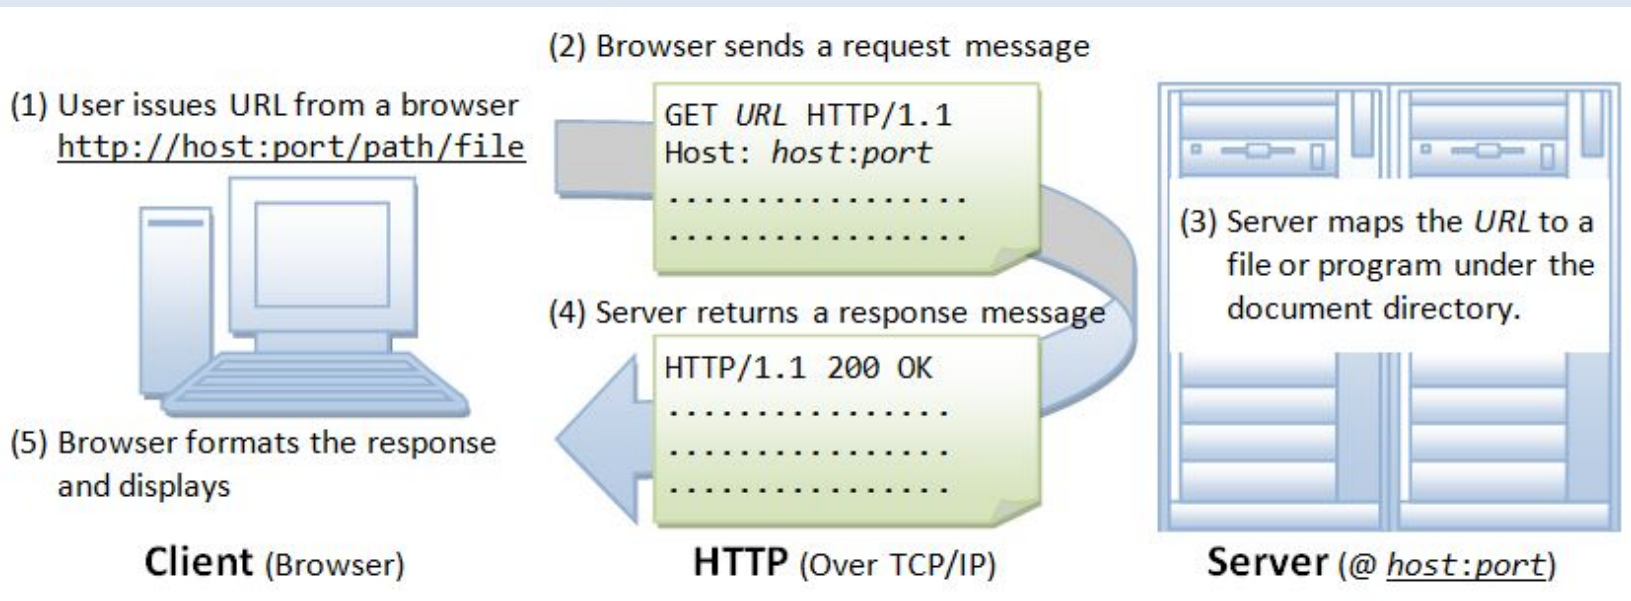 (1) User issues URL from a browser
http://host:port/path/file
(2) Browser sends a request message
GET URL HTTP/1.1
Host: host:port
..................
..................
(3) Server maps the URL to a
file or program under the
document directory.
(4) Server returns a response message
HTTP/1.1 200 OK
.................
.................
.................
(5) Browser formats the response
and displays
Client (Browser)
HTTP (Over TCP/IP)
Server (@ host:port)